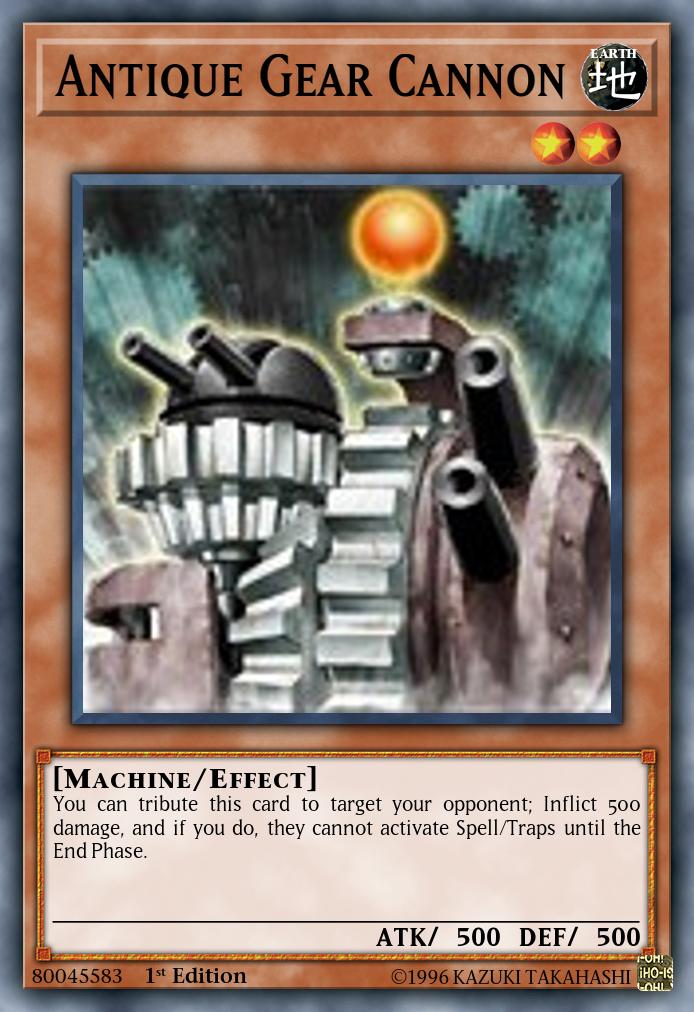 ANTIQUE GEAR CANNON
EARTH
地
[MACHINE/EFFECT]
You can tribute this card to target your opponent; Inflict 500
damage, and if you do, they cannot activate Spell/Traps until the
End Phase.
ATK/ 500 DEF/ 500
80045583 1st Edition ©1996 KAZUKI TAKAHASHI